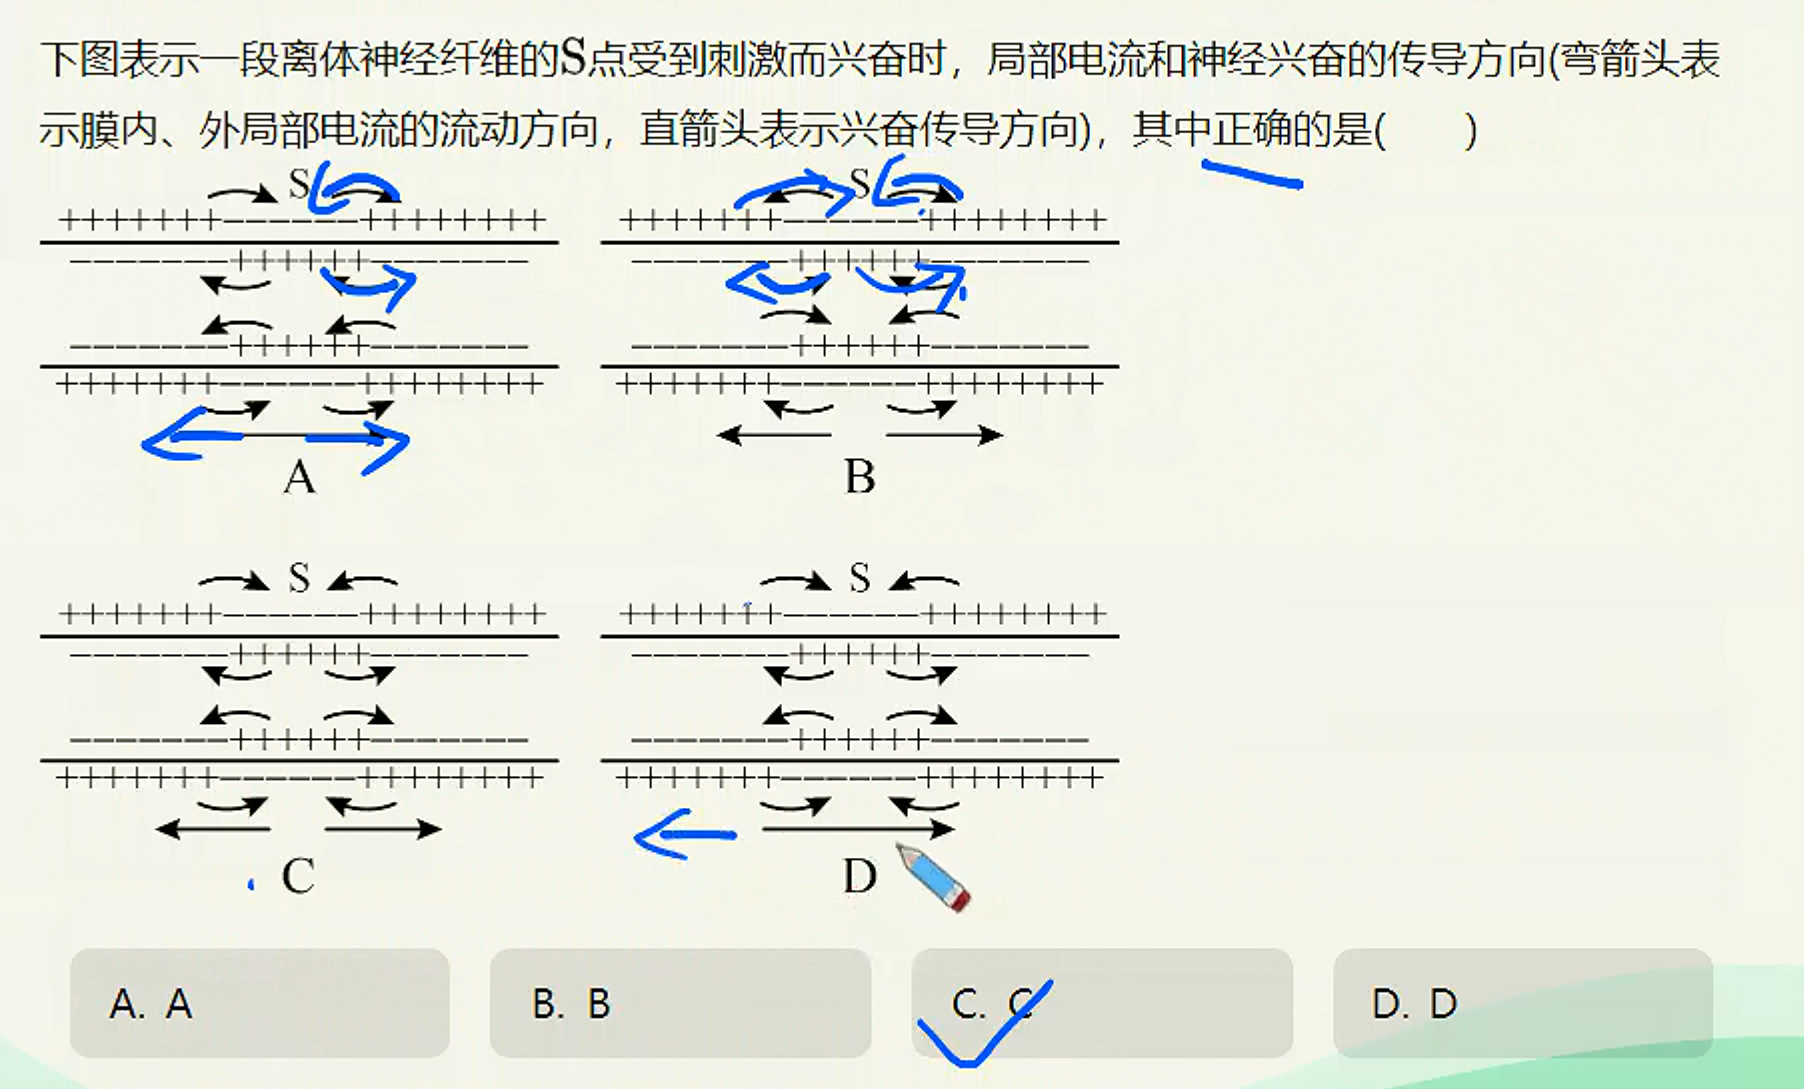 下图表示一段离体神经纤维的S点受到刺激而兴奋时，局部电流和神经兴奋的传导方向(弯箭头表
示膜内、外局部电流的流动方向，直箭头表示兴奋传导方向)，其中正确的是(　　)
S S
+++++++------++++++++ +++++++------++++++++
-------++++++------- -------++++++-------
-------++++++------- -------++++++-------
+++++++------++++++++ +++++++------++++++++
A B
S S
+++++++------++++++++ +++++++------++++++++
-------++++++------- -------++++++-------
-------++++++------- -------++++++-------
+++++++------++++++++ +++++++------++++++++
C D
A. A B. B C. C D. D